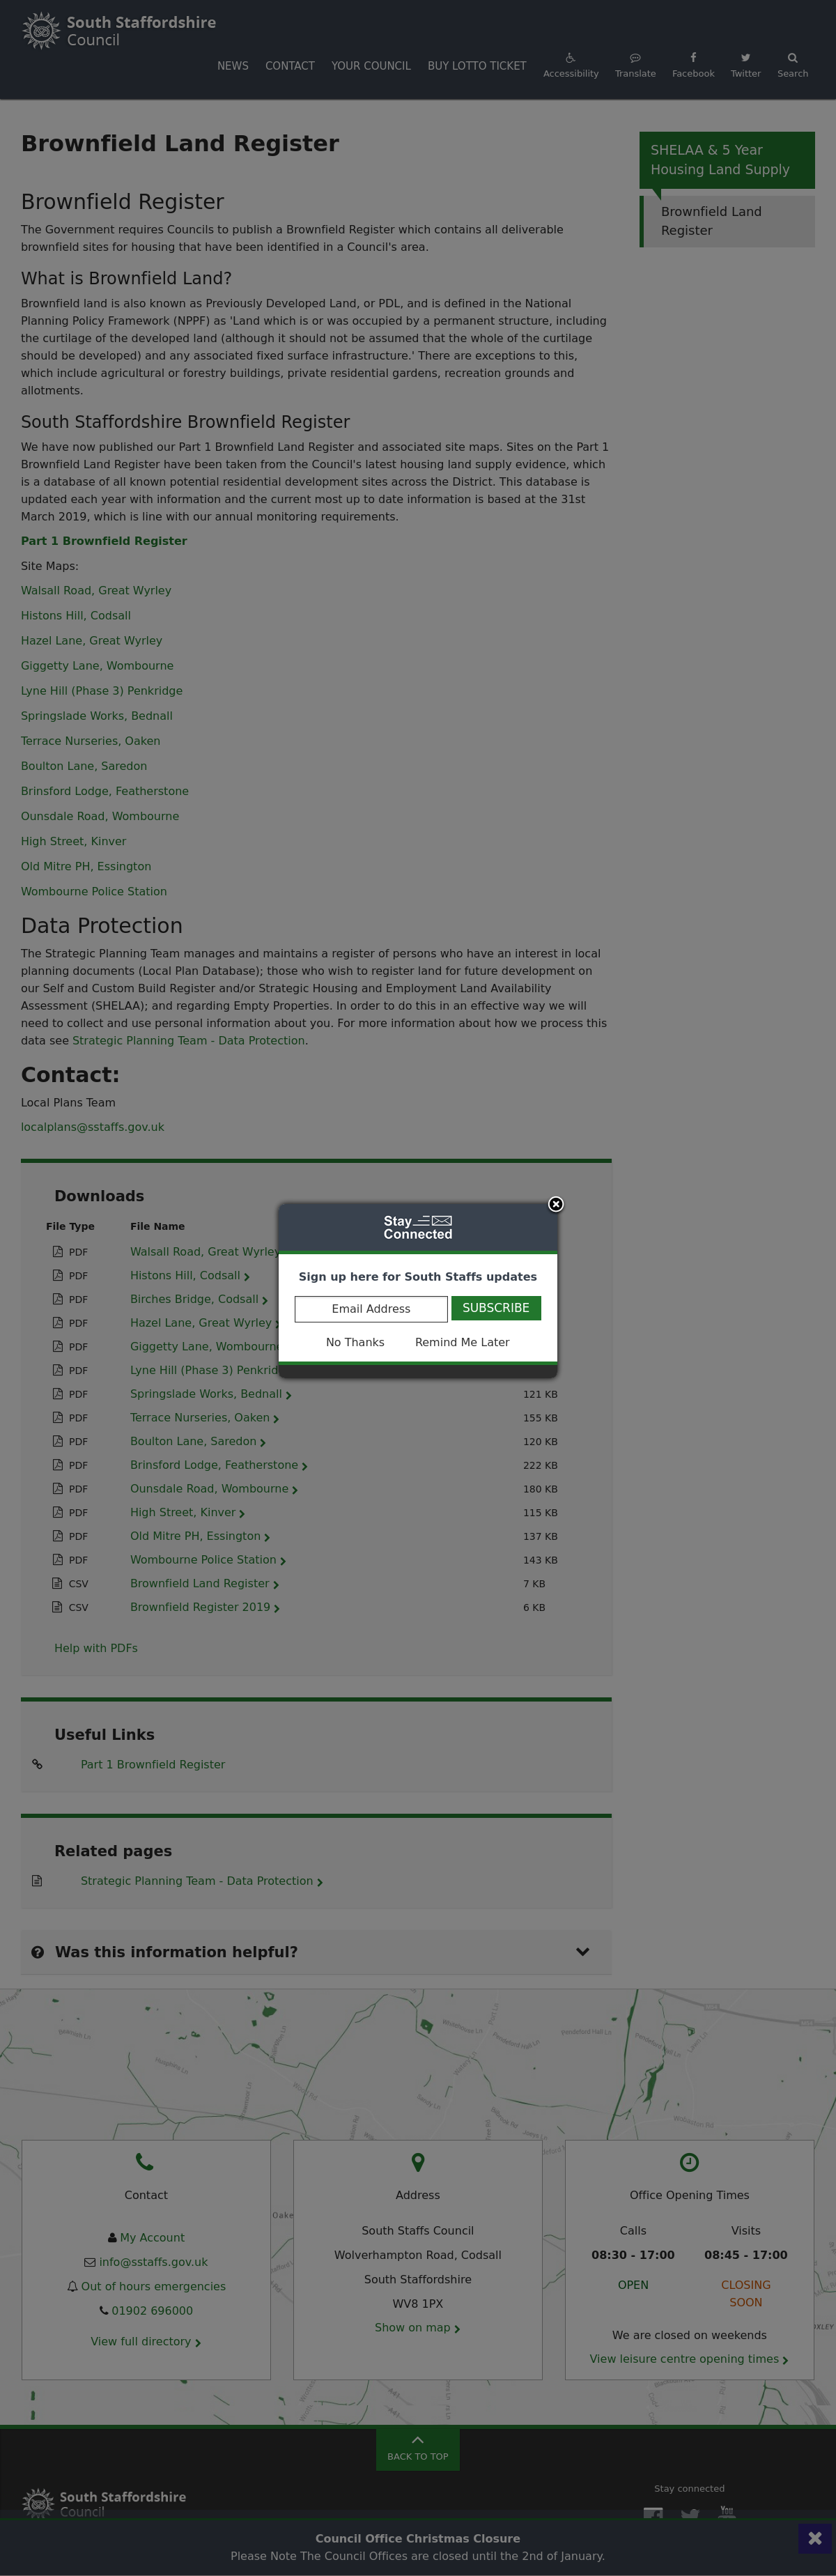 South Staffordshire
Council
NEWS CONTACT YOUR COUNCIL BUY LOTTO TICKET Accessibility Translate Facebook Twitter Search
Brownfield Land Register
SHELAA & 5 Year
Housing Land Supply
Brownfield Land
Register
Brownfield Register
The Government requires Councils to publish a Brownfield Register which contains all deliverable
brownfield sites for housing that have been identified in a Council's area.
What is Brownfield Land?
Brownfield land is also known as Previously Developed Land, or PDL, and is defined in the National
Planning Policy Framework (NPPF) as 'Land which is or was occupied by a permanent structure, including
the curtilage of the developed land (although it should not be assumed that the whole of the curtilage
should be developed) and any associated fixed surface infrastructure.' There are exceptions to this,
which include agricultural or forestry buildings, private residential gardens, recreation grounds and
allotments.
South Staffordshire Brownfield Register
We have now published our Part 1 Brownfield Land Register and associated site maps. Sites on the Part 1
Brownfield Land Register have been taken from the Council's latest housing land supply evidence, which
is a database of all known potential residential development sites across the District. This database is
updated each year with information and the current most up to date information is based at the 31st
March 2019, which is line with our annual monitoring requirements.
Part 1 Brownfield Register
Site Maps:
Walsall Road, Great Wyrley
Histons Hill, Codsall
Hazel Lane, Great Wyrley
Giggetty Lane, Wombourne
Lyne Hill (Phase 3) Penkridge
Springslade Works, Bednall
Terrace Nurseries, Oaken
Boulton Lane, Saredon
Brinsford Lodge, Featherstone
Ounsdale Road, Wombourne
High Street, Kinver
Old Mitre PH, Essington
Wombourne Police Station
Data Protection
The Strategic Planning Team manages and maintains a register of persons who have an interest in local
planning documents (Local Plan Database); those who wish to register land for future development on
our Self and Custom Build Register and/or Strategic Housing and Employment Land Availability
Assessment (SHELAA); and regarding Empty Properties. In order to do this in an effective way we will
need to collect and use personal information about you. For more information about how we process this
data see Strategic Planning Team - Data Protection.
Contact:
Local Plans Team
localplans@sstaffs.gov.uk
Downloads
File Type File Name
PDF Walsall Road, Great Wyrley
PDF Histons Hill, Codsall
PDF Birches Bridge, Codsall
PDF Hazel Lane, Great Wyrley
PDF Giggetty Lane, Wombourne
PDF Lyne Hill (Phase 3) Penkrid
PDF Springslade Works, Bednall 121 KB
PDF Terrace Nurseries, Oaken 155 KB
PDF Boulton Lane, Saredon 120 KB
PDF Brinsford Lodge, Featherstone 222 KB
PDF Ounsdale Road, Wombourne 180 KB
PDF High Street, Kinver 115 KB
PDF Old Mitre PH, Essington 137 KB
PDF Wombourne Police Station 143 KB
CSV Brownfield Land Register 7 KB
CSV Brownfield Register 2019 6 KB
Help with PDFs
Stay
Connected
Sign up here for South Staffs updates
Email Address SUBSCRIBE
No Thanks Remind Me Later
Useful Links
Part 1 Brownfield Register
Related pages
Strategic Planning Team - Data Protection
Was this information helpful?
Contact
My Account
info@sstaffs.gov.uk
Out of hours emergencies
01902 696000
View full directory
Address
South Staffs Council
Wolverhampton Road, Codsall
South Staffordshire
WV8 1PX
Show on map
Office Opening Times
Calls Visits
08:30 - 17:00 08:45 - 17:00
OPEN CLOSING
SOON
We are closed on weekends
View leisure centre opening times
BACK TO TOP
South Staffordshire
Council
Stay connected
You
Council Office Christmas Closure
Please Note The Council Offices are closed until the 2nd of January.